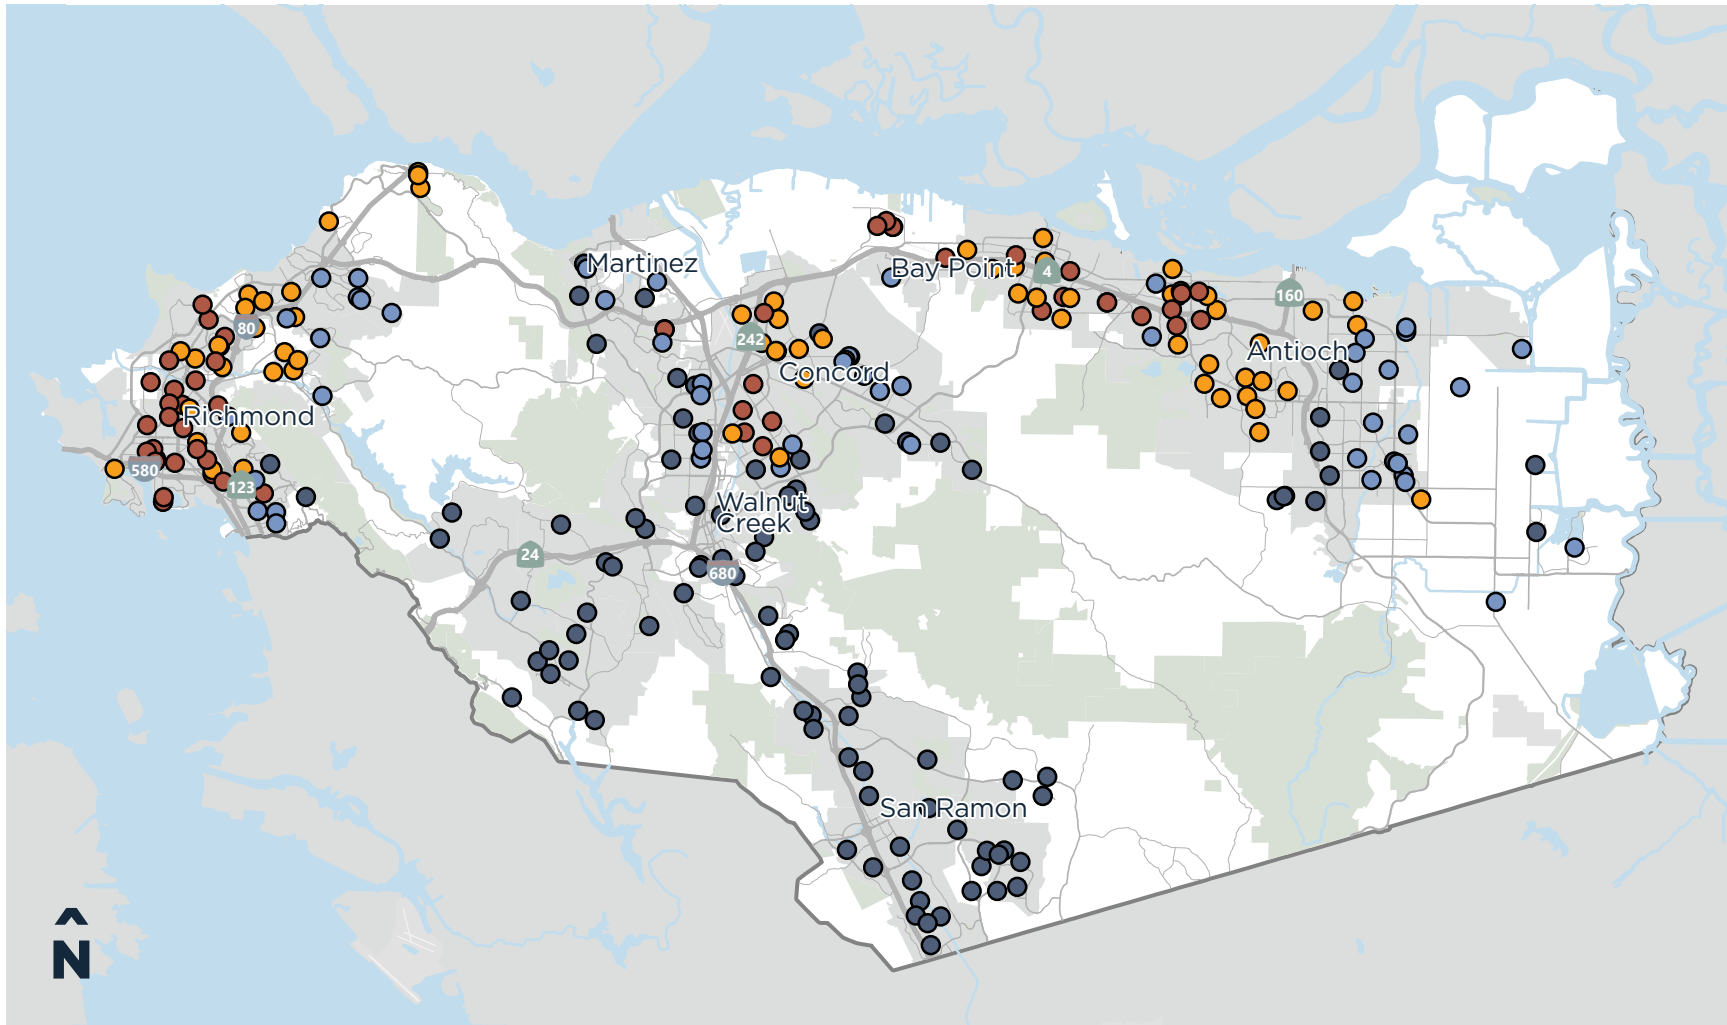 Martinez
Bay Point
4
160
80
242
Antioch
Concord
Richmond
580
123
Walnut
Creek
24
680
San Ramon
N